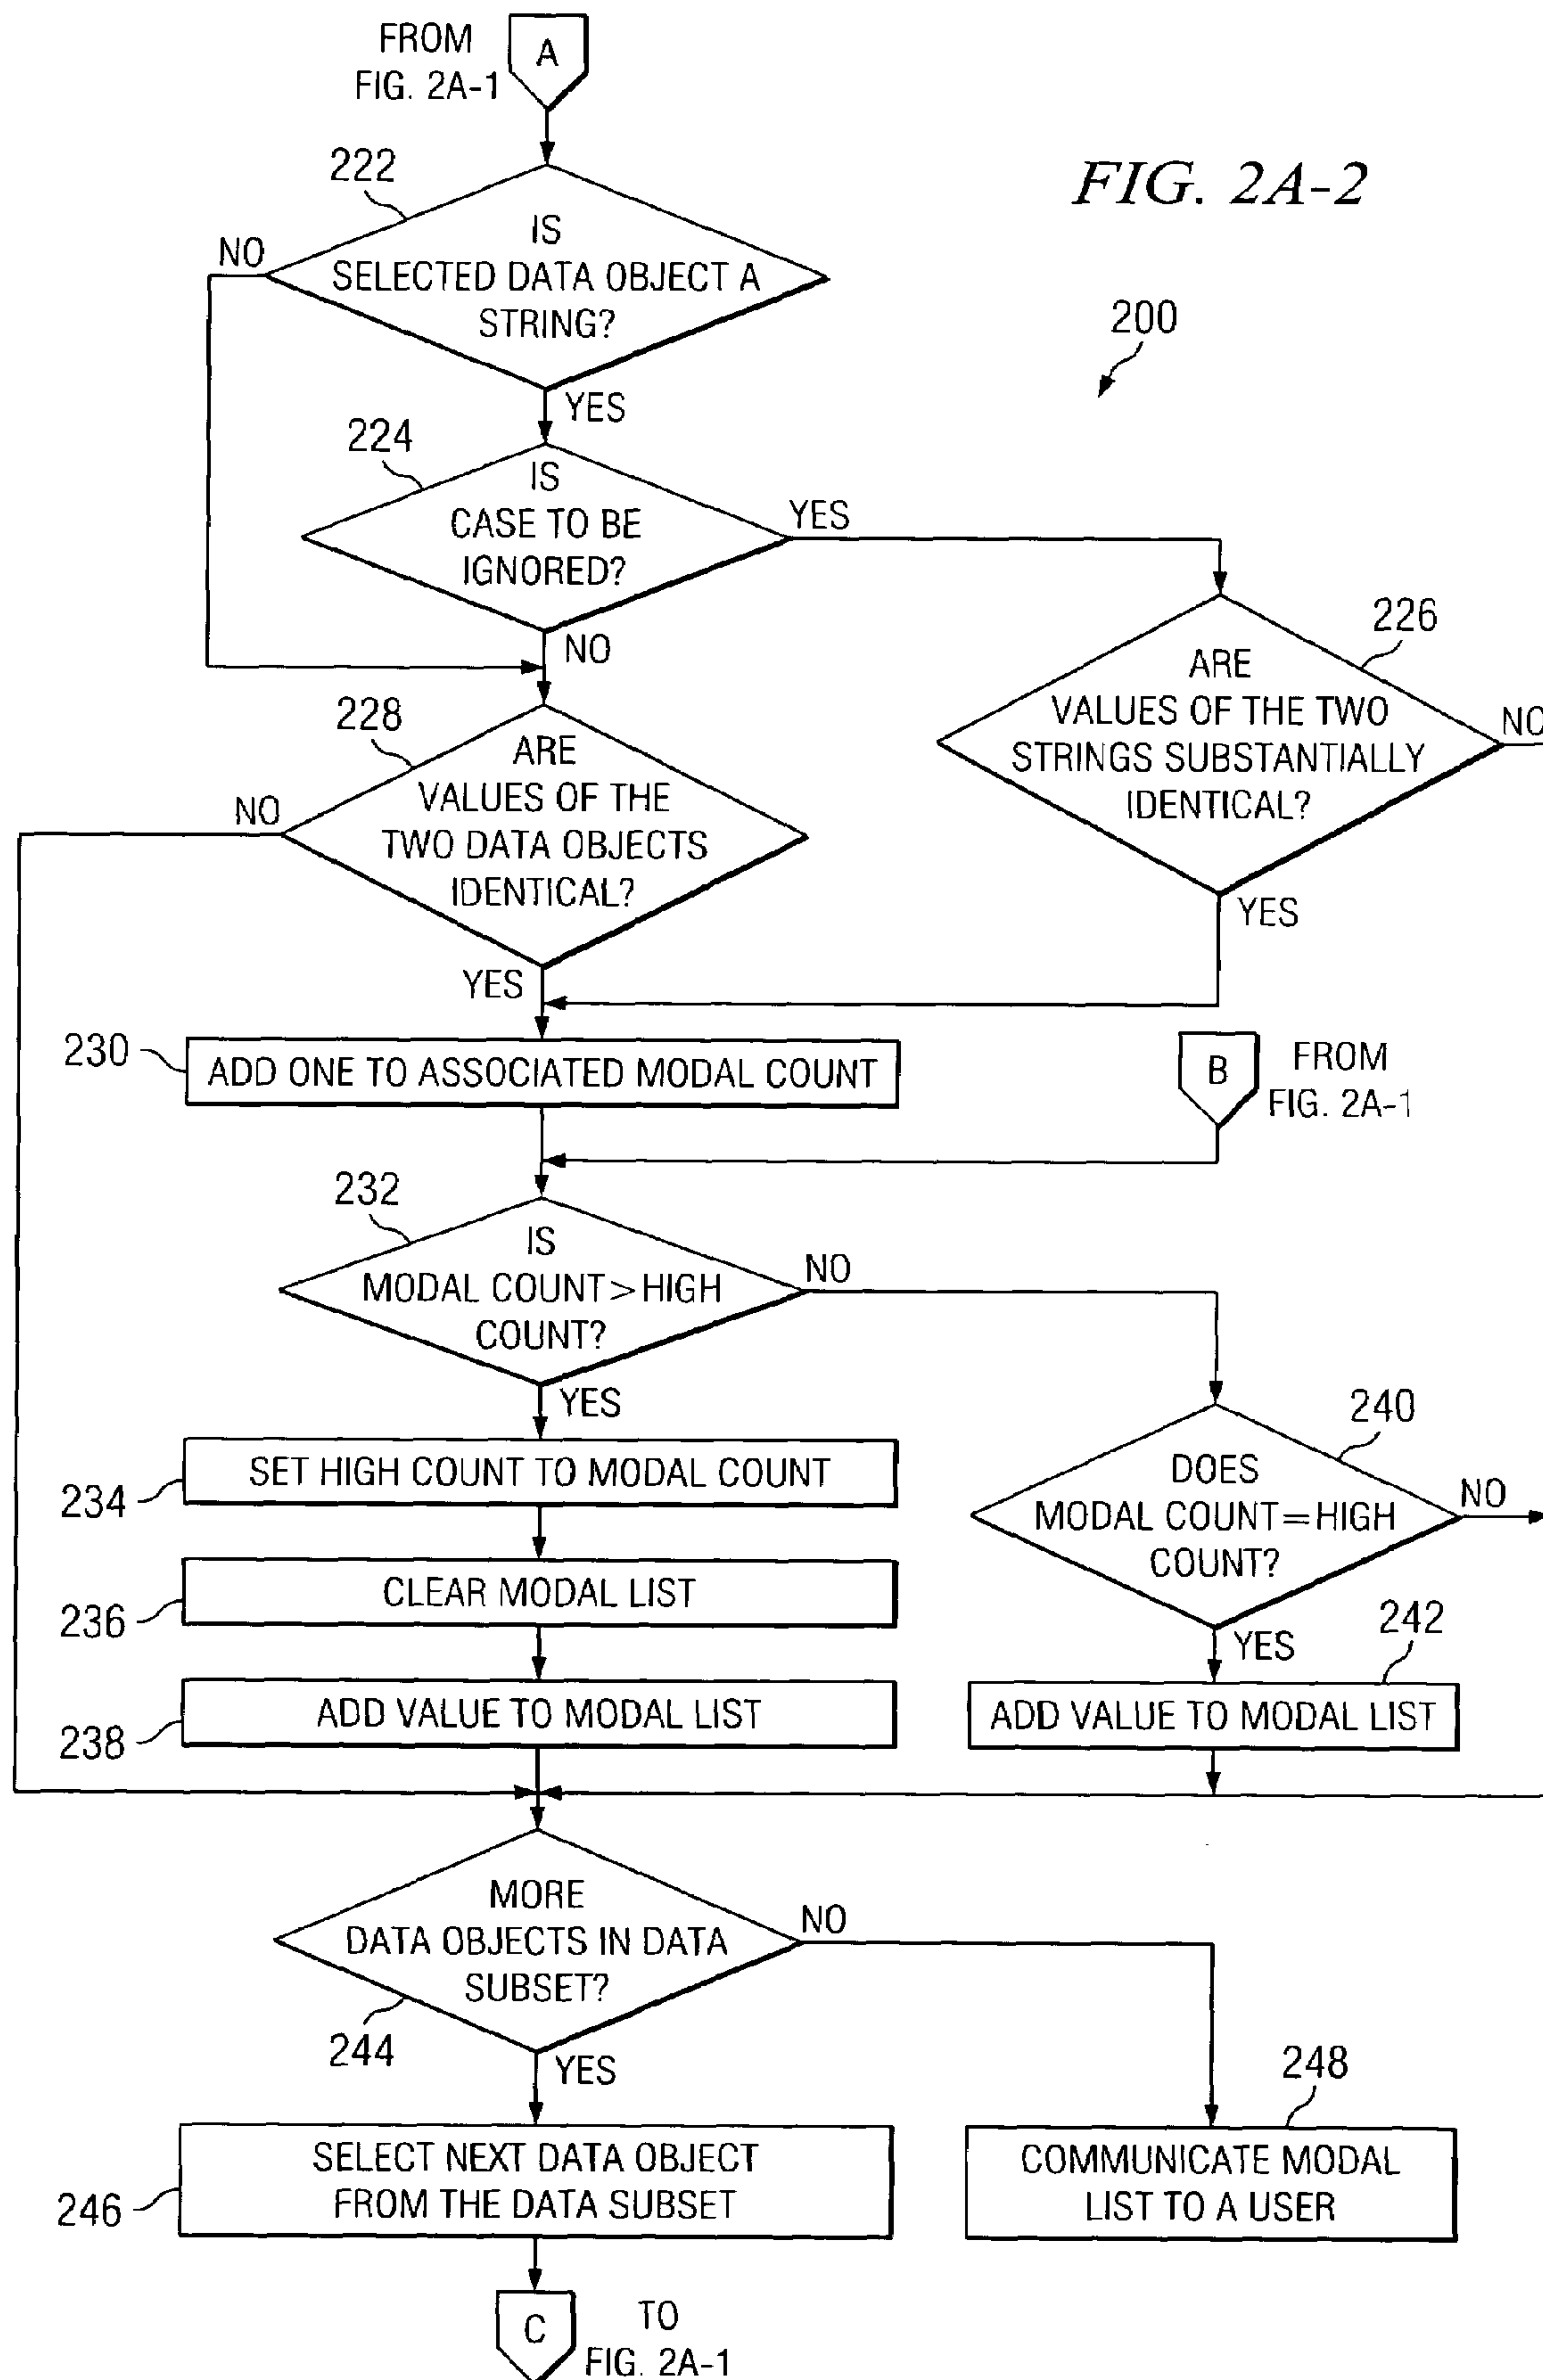 FROM
FIG. 2A-1
A
FIG. 2A-2
200
222
IS
SELECTED DATA OBJECT A
STRING?
NO
YES
224
IS
CASE TO BE
IGNORED?
YES
NO
226
ARE
VALUES OF THE TWO
STRINGS SUBSTANTIALLY
IDENTICAL?
NO
YES
228
ARE
VALUES OF THE
TWO DATA OBJECTS
IDENTICAL?
NO
YES
230
ADD ONE TO ASSOCIATED MODAL COUNT
B
FROM
FIG. 2A-1
232
IS
MODAL COUNT>HIGH
COUNT?
NO
YES
234
SET HIGH COUNT TO MODAL COUNT
236
CLEAR MODAL LIST
238
ADD VALUE TO MODAL LIST
240
DOES
MODAL COUNT=HIGH
COUNT?
NO
YES
242
ADD VALUE TO MODAL LIST
MORE
DATA OBJECTS IN DATA
SUBSET?
244
NO
YES
246
SELECT NEXT DATA OBJECT
FROM THE DATA SUBSET
248
COMMUNICATE MODAL
LIST TO A USER
C
TO
FIG. 2A-1